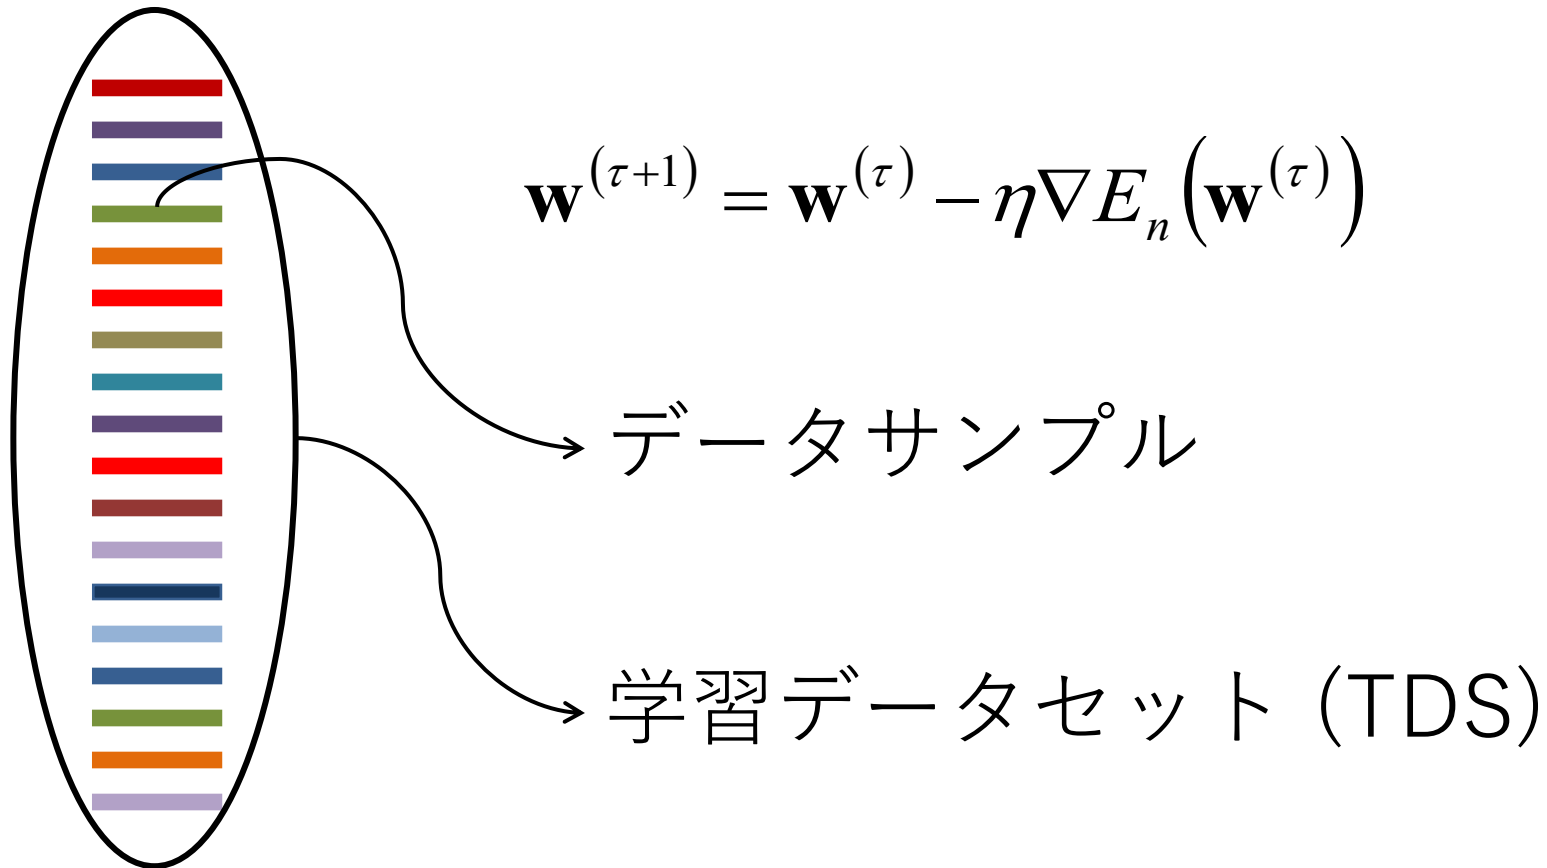 𝐰^(τ+1) = 𝐰^(τ) − η∇E_n(𝐰^(τ))
データサンプル
学習データセット (TDS)